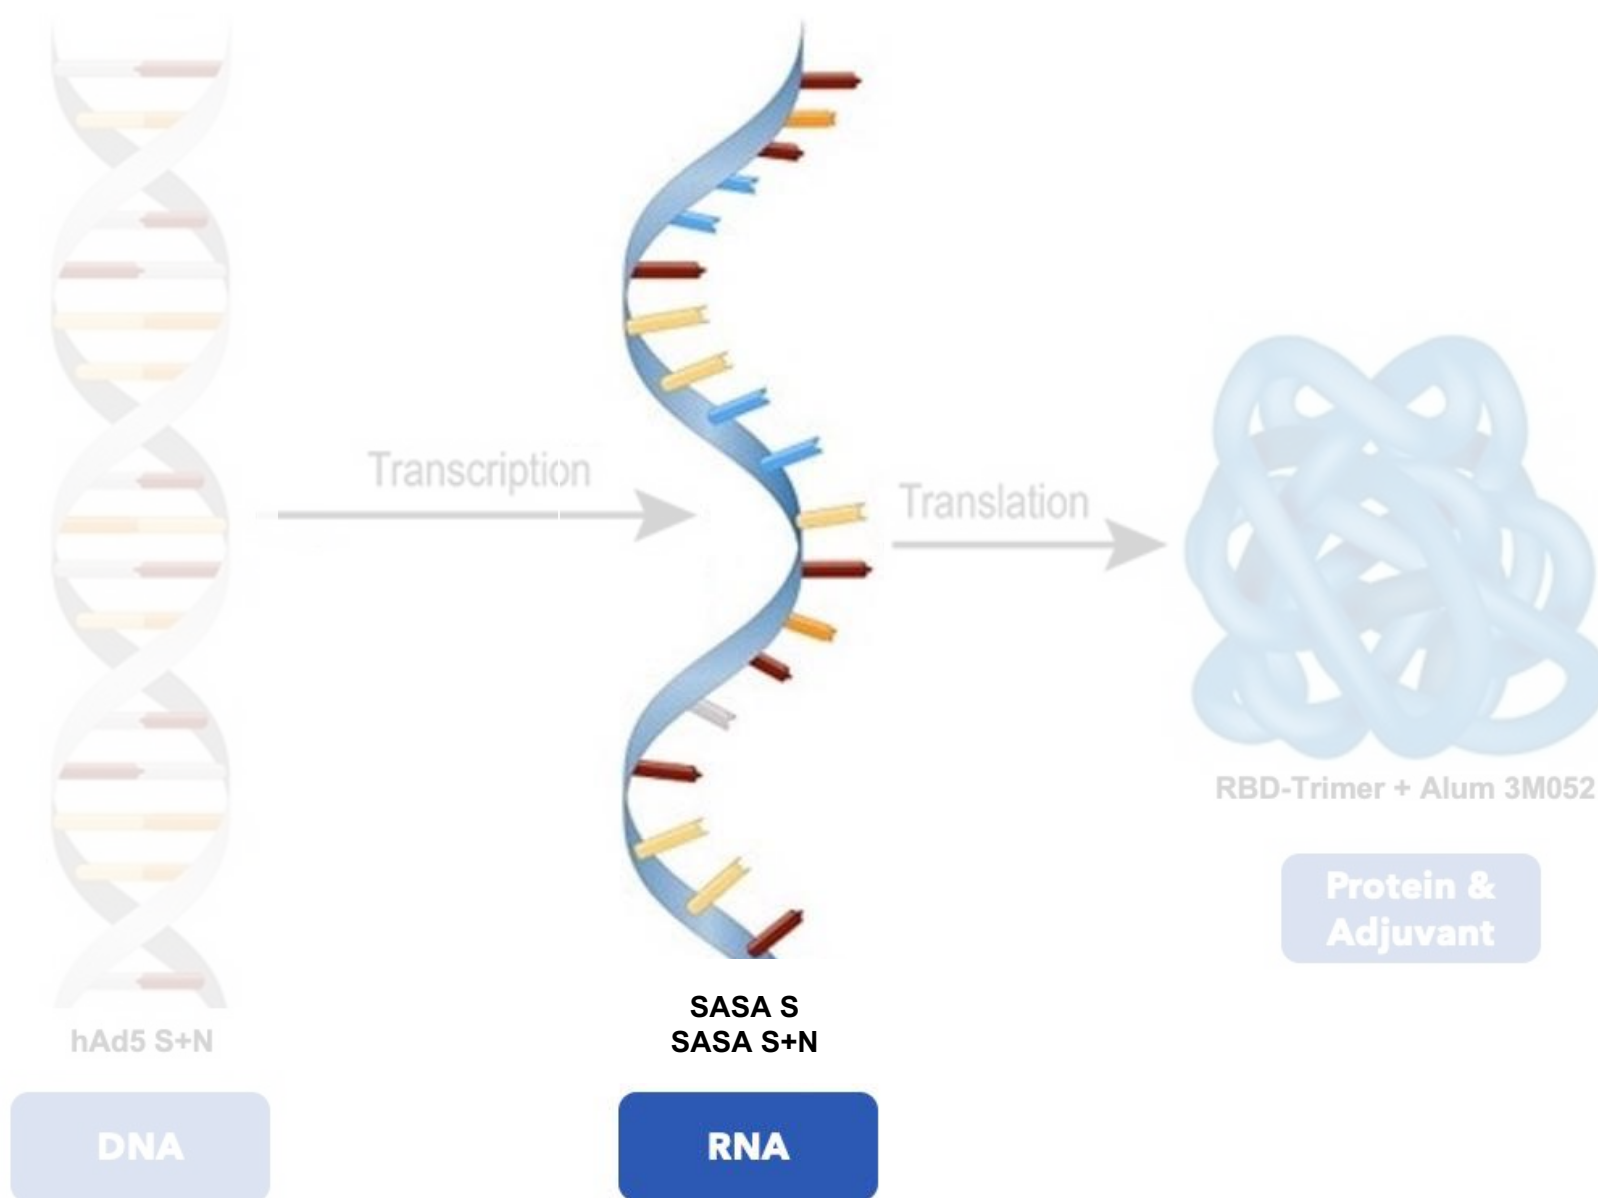 Transcription
Translation
RBD-Trimer + Alum 3M052
Protein &
Adjuvant
SASA S
SASA S+N
hAd5 S+N
DNA
RNA